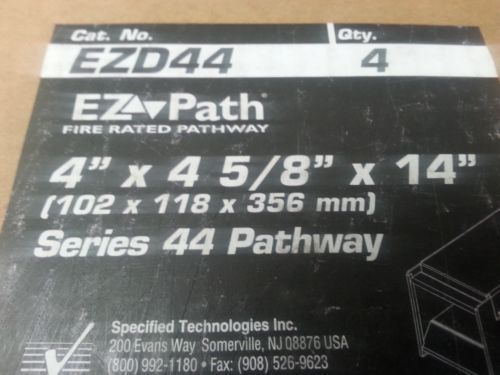 Cat. No. Qty.
EZD44 4
EZ Path®
FIRE RATED PATHWAY
4" x 4 5/8" x 14"
(102 x 118 x 356 mm)
Series 44 Pathway
Specified Technologies Inc.
200 Evans Way Somerville, NJ 08876 USA
(800) 992-1180 • Fax: (908) 526-9623